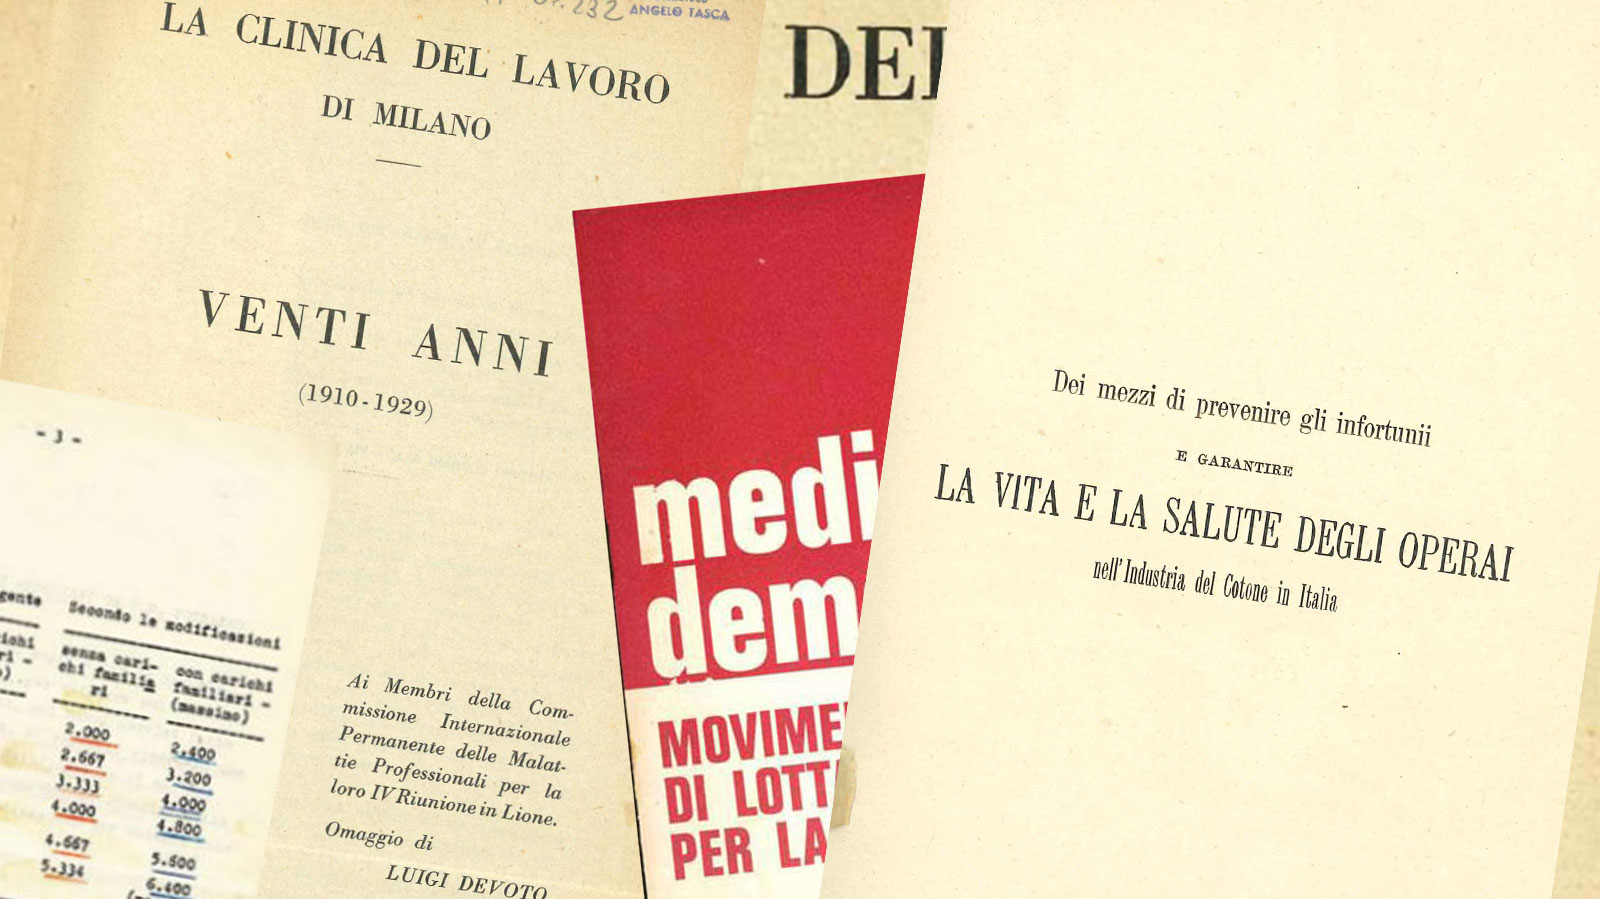 232
ANGELO TASCA
LA CLINICA DEL LAVORO
DI MILANO
VENTI ANNI
(1910-1929)
Ai Membri della Com-
missione Internazionale
Permanente delle Malat-
tie Professionali per la
loro IV Riunione in Lione.
Omaggio di
LUIGI DEVOTO
- 3 -
gente Secondo le modificazioni
ichi senza cari- con carichi
ri - chi familia familiari -
o) ri (massimo)
2.000 2.400
2.667 3.200
3.333 4.000
4.000 4.800
4.667 5.600
5.334 6.400
DEI
medi
dem
MOVIME
DI LOTT
PER LA
Dei mezzi di prevenire gli infortunii
E GARANTIRE
LA VITA E LA SALUTE DEGLI OPERAI
nell'Industria del Cotone in Italia